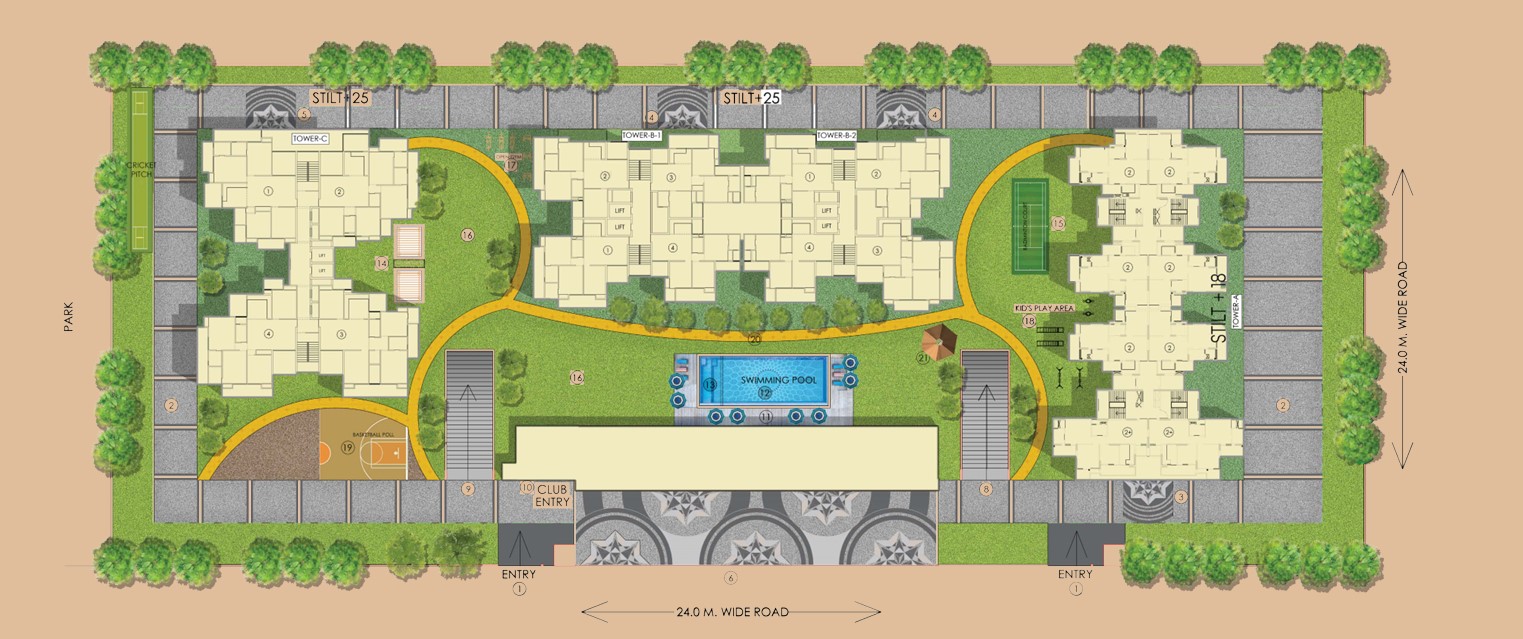 STILT+25
STILT+25
5
4
4
TOWER-C
TOWER-B-1
TOWER-B-2
CRICKET
PITCH
17
1
2
2
3
1
2
2
2
LIFT
LIFT
LIFT
LIFT
15
16
14
LIFT
LIFT
1
4
4
3
2
2
BADMINTON COURT
STILT + 18
TOWER-A
KID'S PLAY AREA
18
PARK
24.0 M. WIDE ROAD
4
3
20
21
2
2
16
13
SWIMMING POOL
12
11
2
2
BASKETBALL POLL
19
2+
2+
9
10
CLUB
ENTRY
8
3
ENTRY
1
6
ENTRY
1
24.0 M. WIDE ROAD